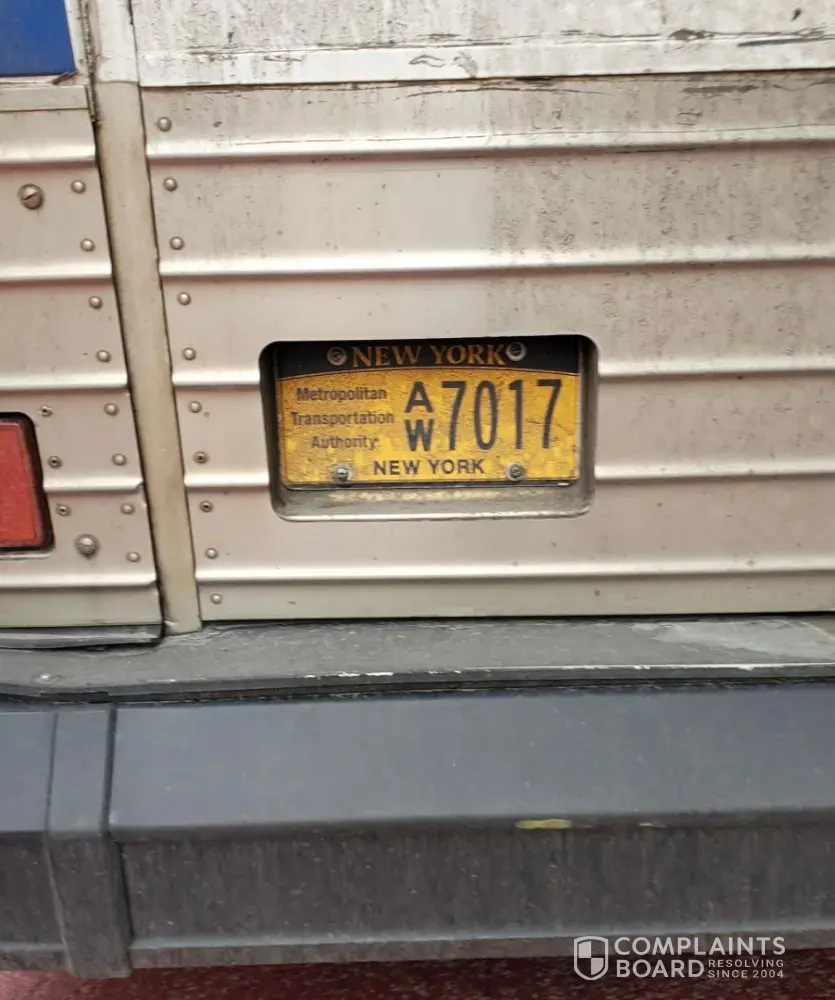 NEW YORK
Metropolitan
Transportation
Authority
AW 7017
NEW YORK
COMPLAINTS
BOARD RESOLVING
SINCE 2004